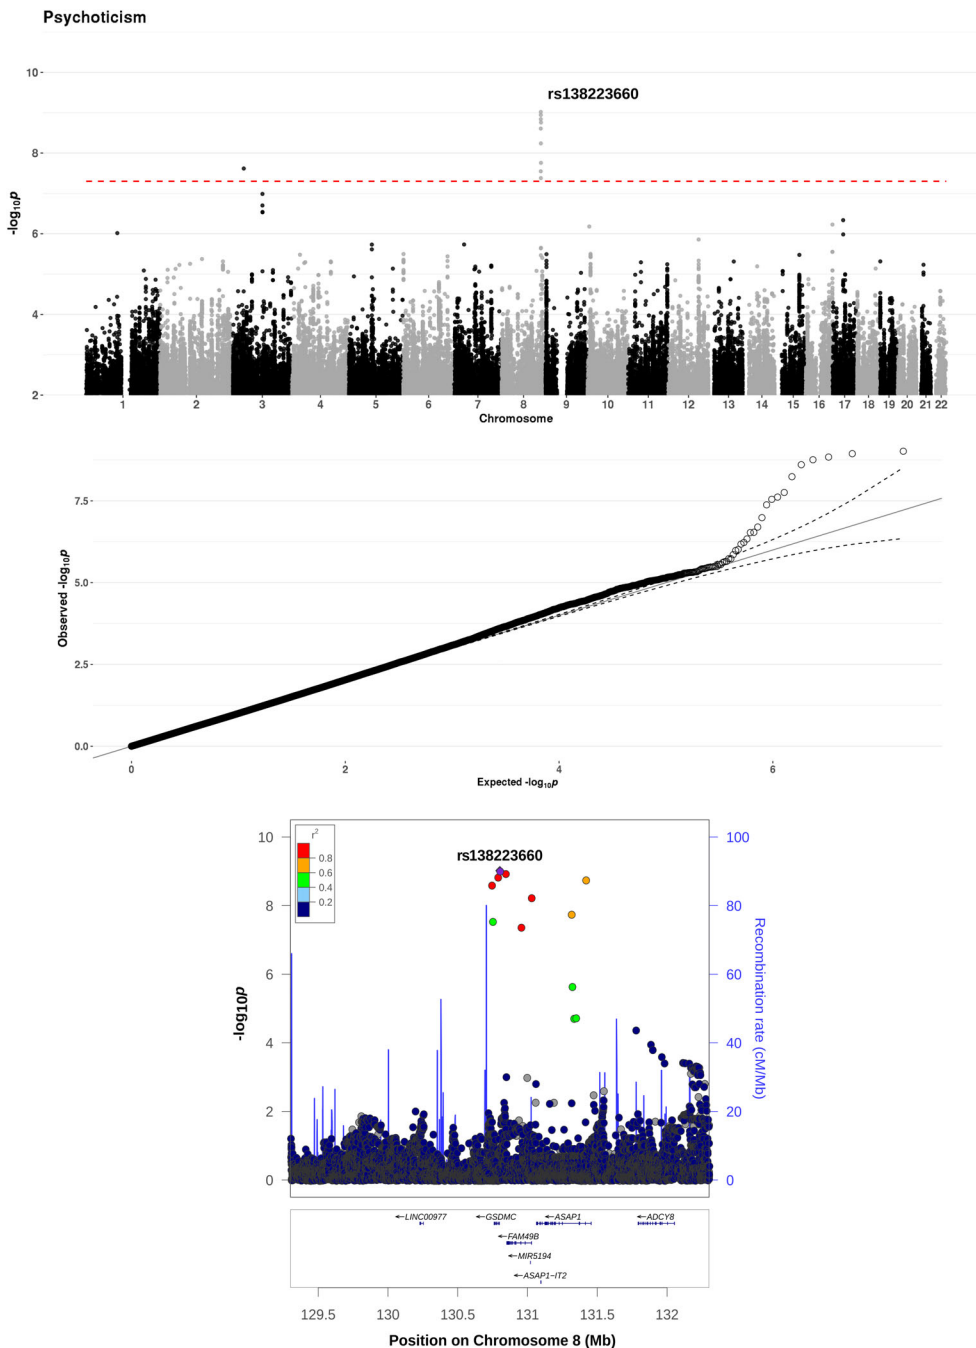 Psychoticism
rs138223660
10
8
6
4
2
-log10p
1 2 3 4 5 6 7 8 9 10 11 12 13 14 15 16 17 18 19 20 21 22
Chromosome
7.5
5.0
2.5
0.0
Observed -log10p
0 2 4 6
Expected -log10p
r2
0.8
0.6
0.4
0.2
rs138223660
10
8
6
4
2
0
-log10p
100
80
60
40
20
0
Recombination rate (cM/Mb)
←LINC00977 ←GSDMC ←ASAP1 ←ADCY8
←FAM49B
←MIR5194
←ASAP1−IT2
129.5 130 130.5 131 131.5 132
Position on Chromosome 8 (Mb)